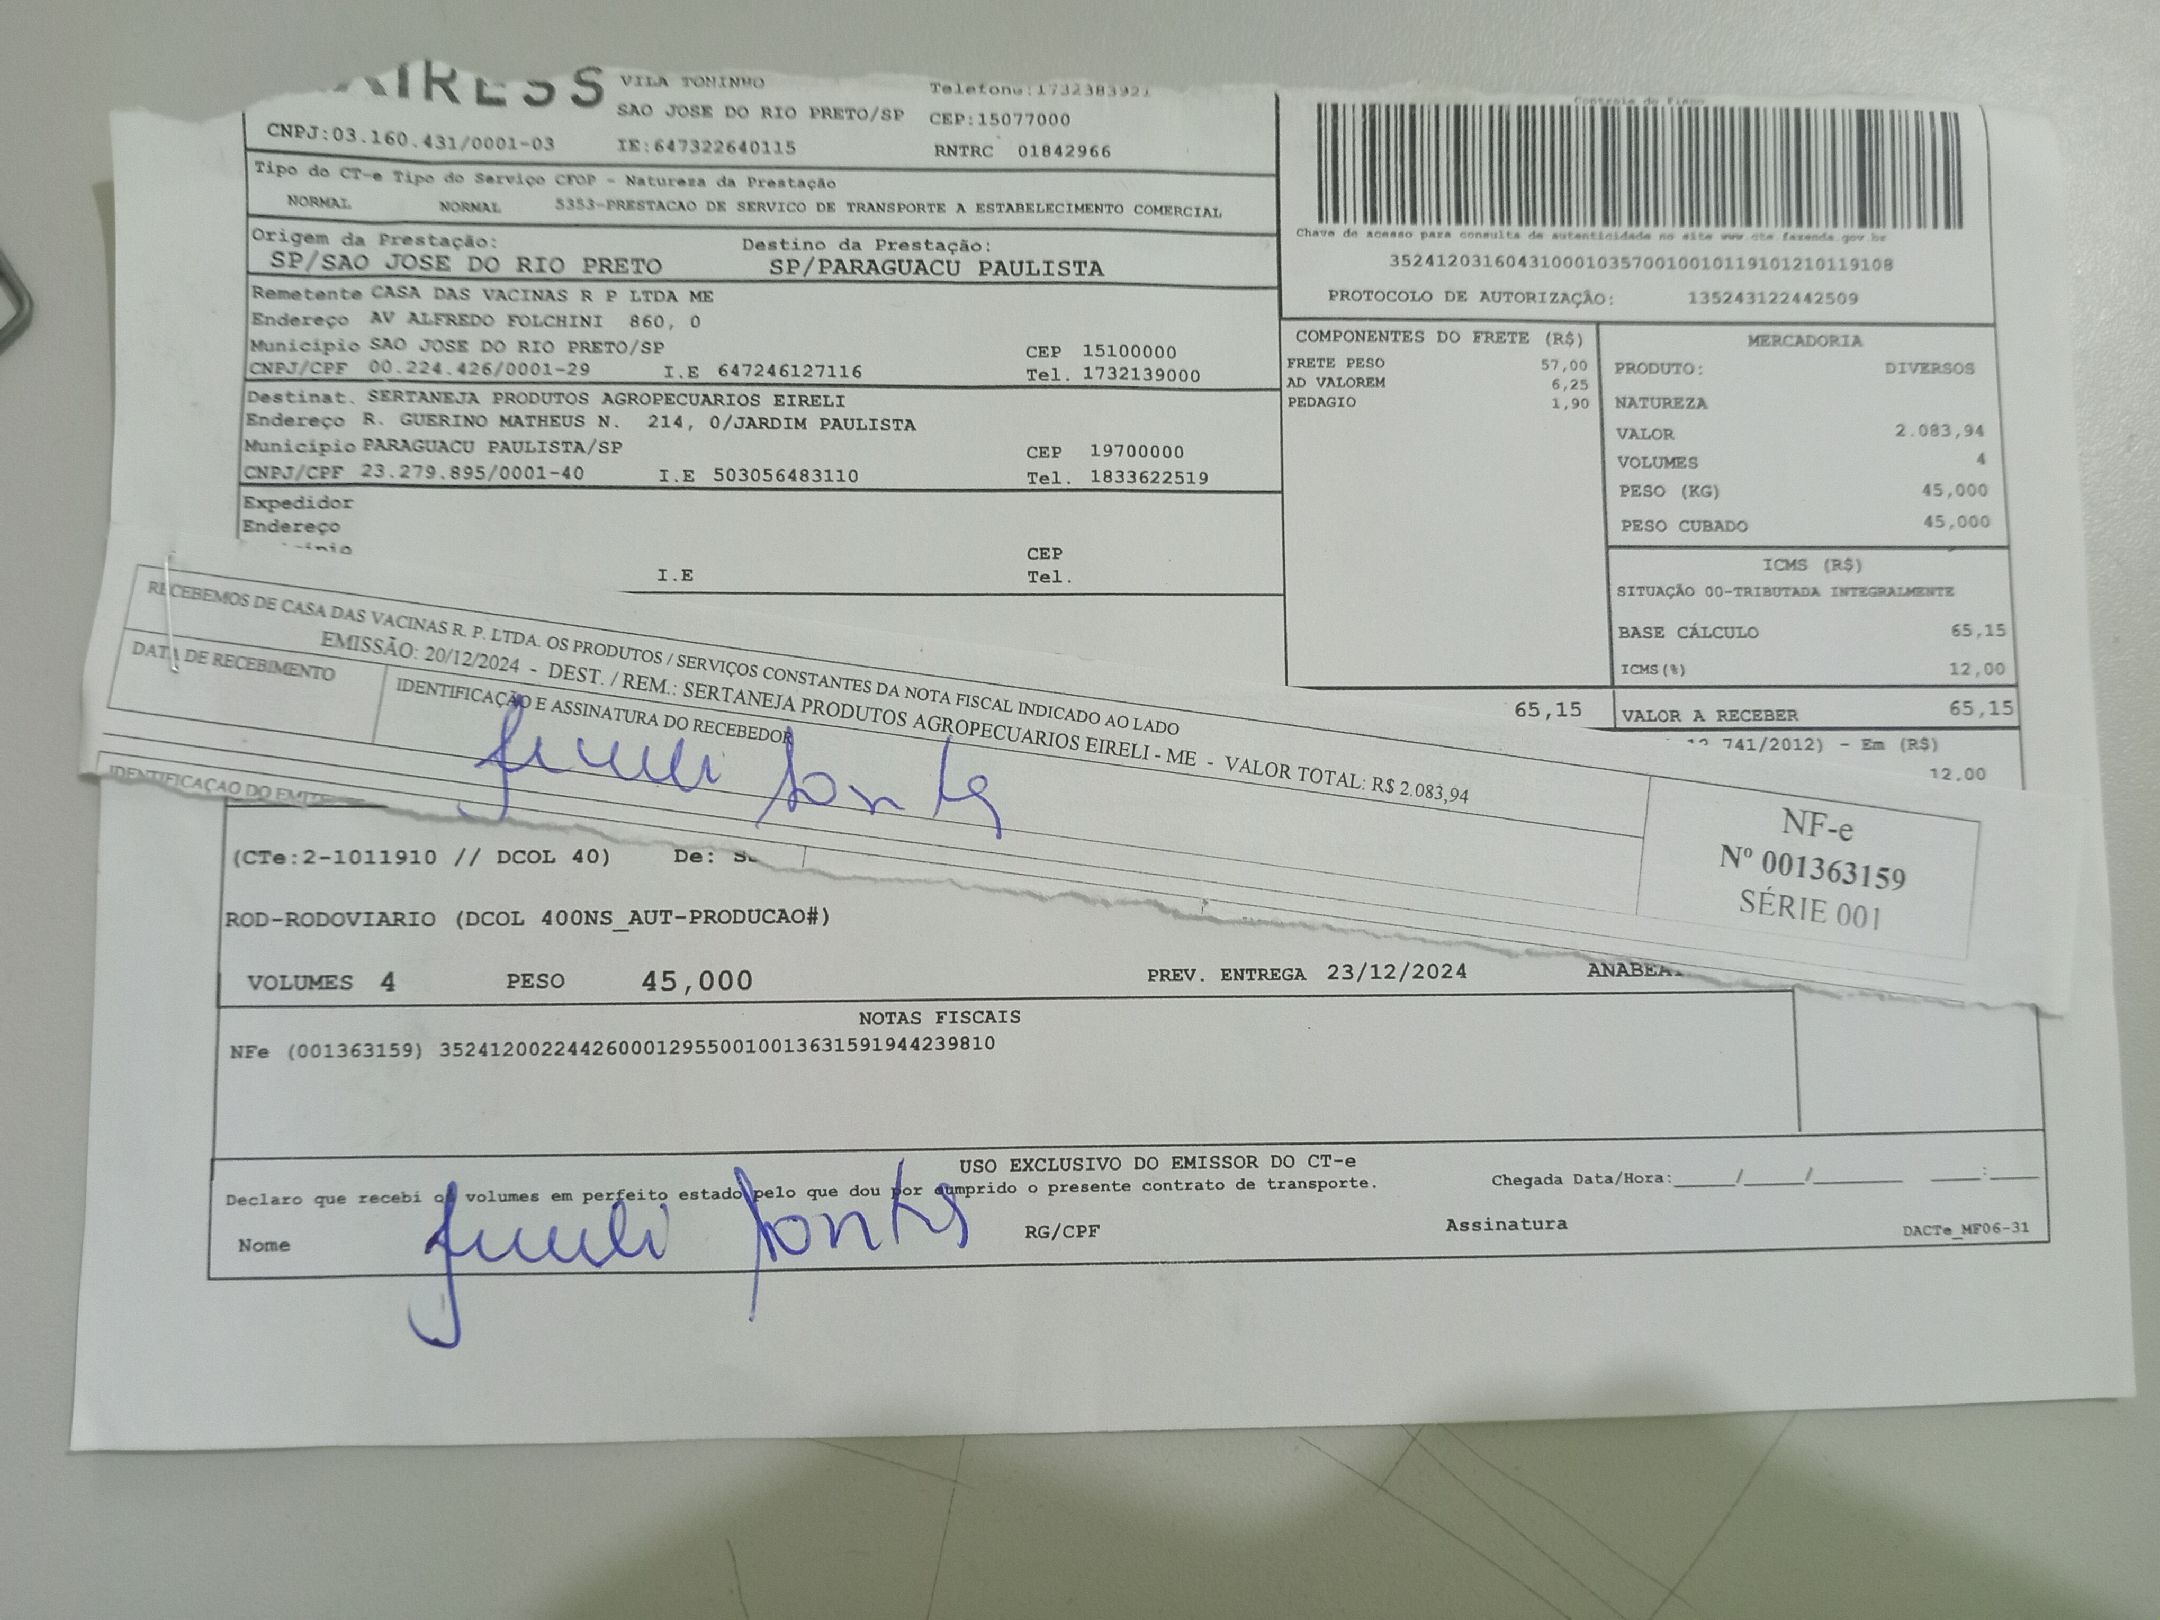 VILA TONINHO
Telefone:1732383921
SAO JOSE DO RIO PRETO/SP CEP:15077000
CNPJ:03.160.431/0001-03 IE:647322640115 RNTRC 01842966
Tipo do CT-e Tipo do Serviço CFOP - Natureza da Prestação
NORMAL NORMAL 5353-PRESTACAO DE SERVICO DE TRANSPORTE A ESTABELECIMENTO COMERCIAL
Origem da Prestação: Destino da Prestação:
SP/SAO JOSE DO RIO PRETO SP/PARAGUACU PAULISTA
Remetente CASA DAS VACINAS R P LTDA ME
Endereço AV ALFREDO FOLCHINI 860, 0
Município SAO JOSE DO RIO PRETO/SP CEP 15100000
CNPJ/CPF 00.224.426/0001-29 I.E 647246127116 Tel. 1732139000
Destinat. SERTANEJA PRODUTOS AGROPECUARIOS EIRELI
Endereço R. GUERINO MATHEUS N. 214, 0/JARDIM PAULISTA
Município PARAGUACU PAULISTA/SP CEP 19700000
CNPJ/CPF 23.279.895/0001-40 I.E 503056483110 Tel. 1833622519
Expedidor
Endereço
CEP
I.E Tel.
Controle do Fisco
Chave de acesso para consulta de autenticidade no site www.cte.fazenda.gov.br
35241203160431000103570010010119101210119108
PROTOCOLO DE AUTORIZAÇÃO: 135243122442509
COMPONENTES DO FRETE (R$)
FRETE PESO 57,00
AD VALOREM 6,25
PEDAGIO 1,90
65,15
MERCADORIA
PRODUTO: DIVERSOS
NATUREZA
VALOR 2.083,94
VOLUMES 4
PESO (KG) 45,000
PESO CUBADO 45,000
ICMS (R$)
SITUAÇÃO 00-TRIBUTADA INTEGRALMENTE
BASE CÁLCULO 65,15
ICMS(%) 12,00
VALOR A RECEBER 65,15
741/2012) - Em (R$)
12,00
RECEBEMOS DE CASA DAS VACINAS R. P. LTDA. OS PRODUTOS / SERVIÇOS CONSTANTES DA NOTA FISCAL INDICADO AO LADO
EMISSÃO: 20/12/2024 - DEST. / REM.: SERTANEJA PRODUTOS AGROPECUARIOS EIRELI - ME - VALOR TOTAL: R$ 2.083,94
DATA DE RECEBIMENTO IDENTIFICAÇÃO E ASSINATURA DO RECEBEDOR
NF-e
Nº 001363159
SÉRIE 001
IDENTIFICAÇAO DO
(CTe:2-1011910 // DCOL 40) De:
ROD-RODOVIARIO (DCOL 400NS_AUT-PRODUCAO#)
VOLUMES 4 PESO 45,000 PREV. ENTREGA 23/12/2024
NOTAS FISCAIS
NFe (001363159) 35241200224426000129550010013631591944239810
USO EXCLUSIVO DO EMISSOR DO CT-e
Declaro que recebi os volumes em perfeito estado pelo que dou por cumprido o presente contrato de transporte. Chegada Data/Hora:_____/_____/_______ ____:____
Nome RG/CPF Assinatura
DACTe_MF06-31